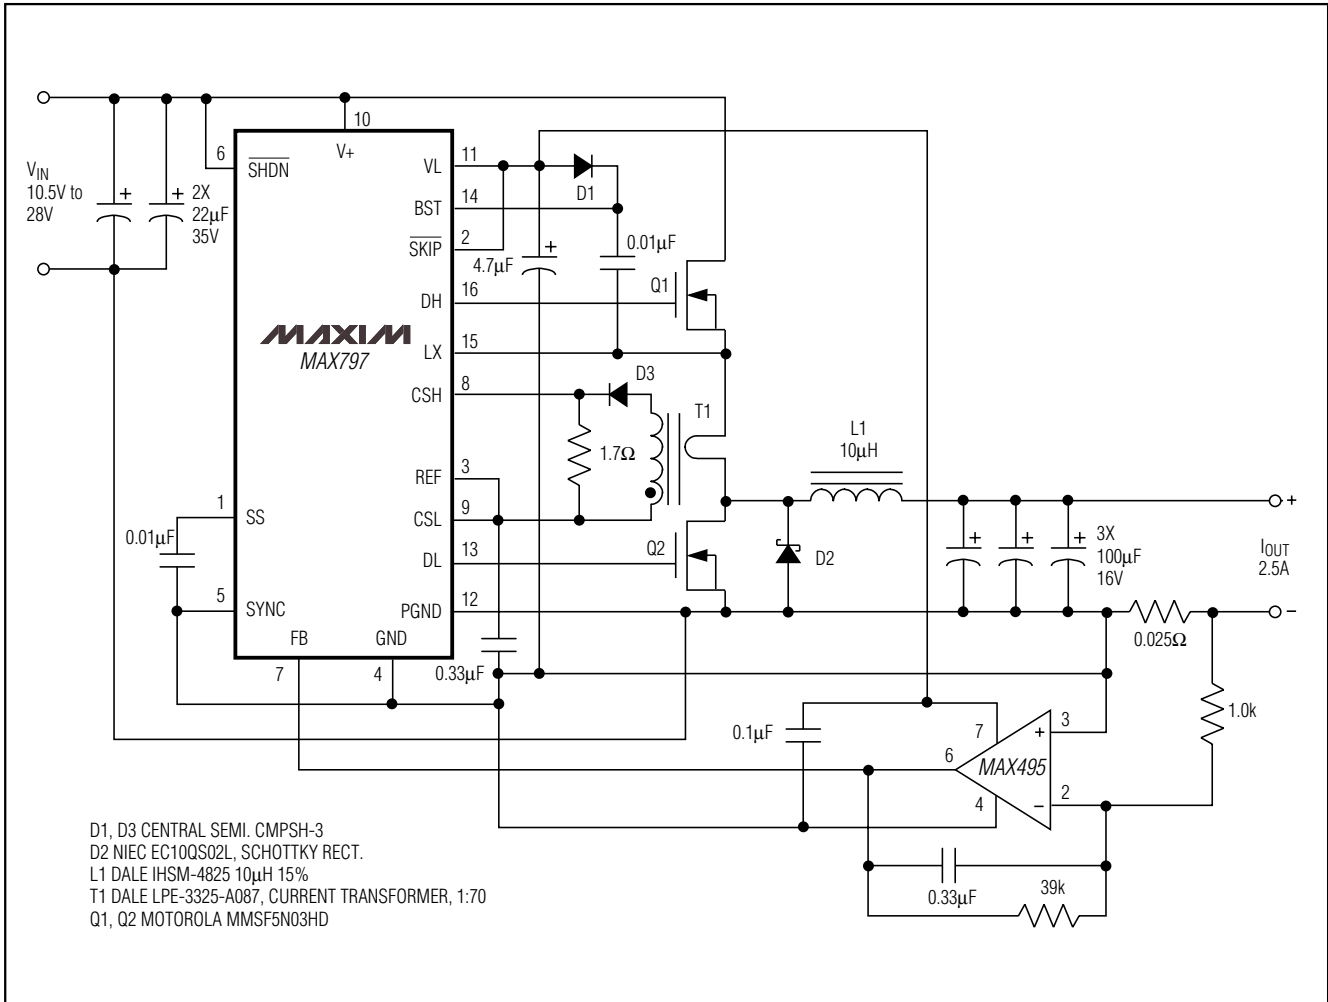 V+
10
6
SHDN
VIN
10.5V to
28V
+
+
2X
22µF
35V
MAXIM
MAX797
VL
11
BST
14
SKIP
2
DH
16
LX
15
CSH
8
REF
3
CSL
9
DL
13
PGND
12
1
SS
0.01µF
5
SYNC
FB
7
GND
4
D1
4.7µF
+
0.01µF
Q1
D3
T1
1.7Ω
Q2
D2
L1
10µH
+
+
+
3X
100µF
16V
+
IOUT
2.5A
–
0.025Ω
0.33µF
1.0k
0.1µF
7
6
4
MAX495
+
3
–
2
0.33µF
39k
D1, D3 CENTRAL SEMI. CMPSH-3
D2 NIEC EC10QS02L, SCHOTTKY RECT.
L1 DALE IHSM-4825 10µH 15%
T1 DALE LPE-3325-A087, CURRENT TRANSFORMER, 1:70
Q1, Q2 MOTOROLA MMSF5N03HD